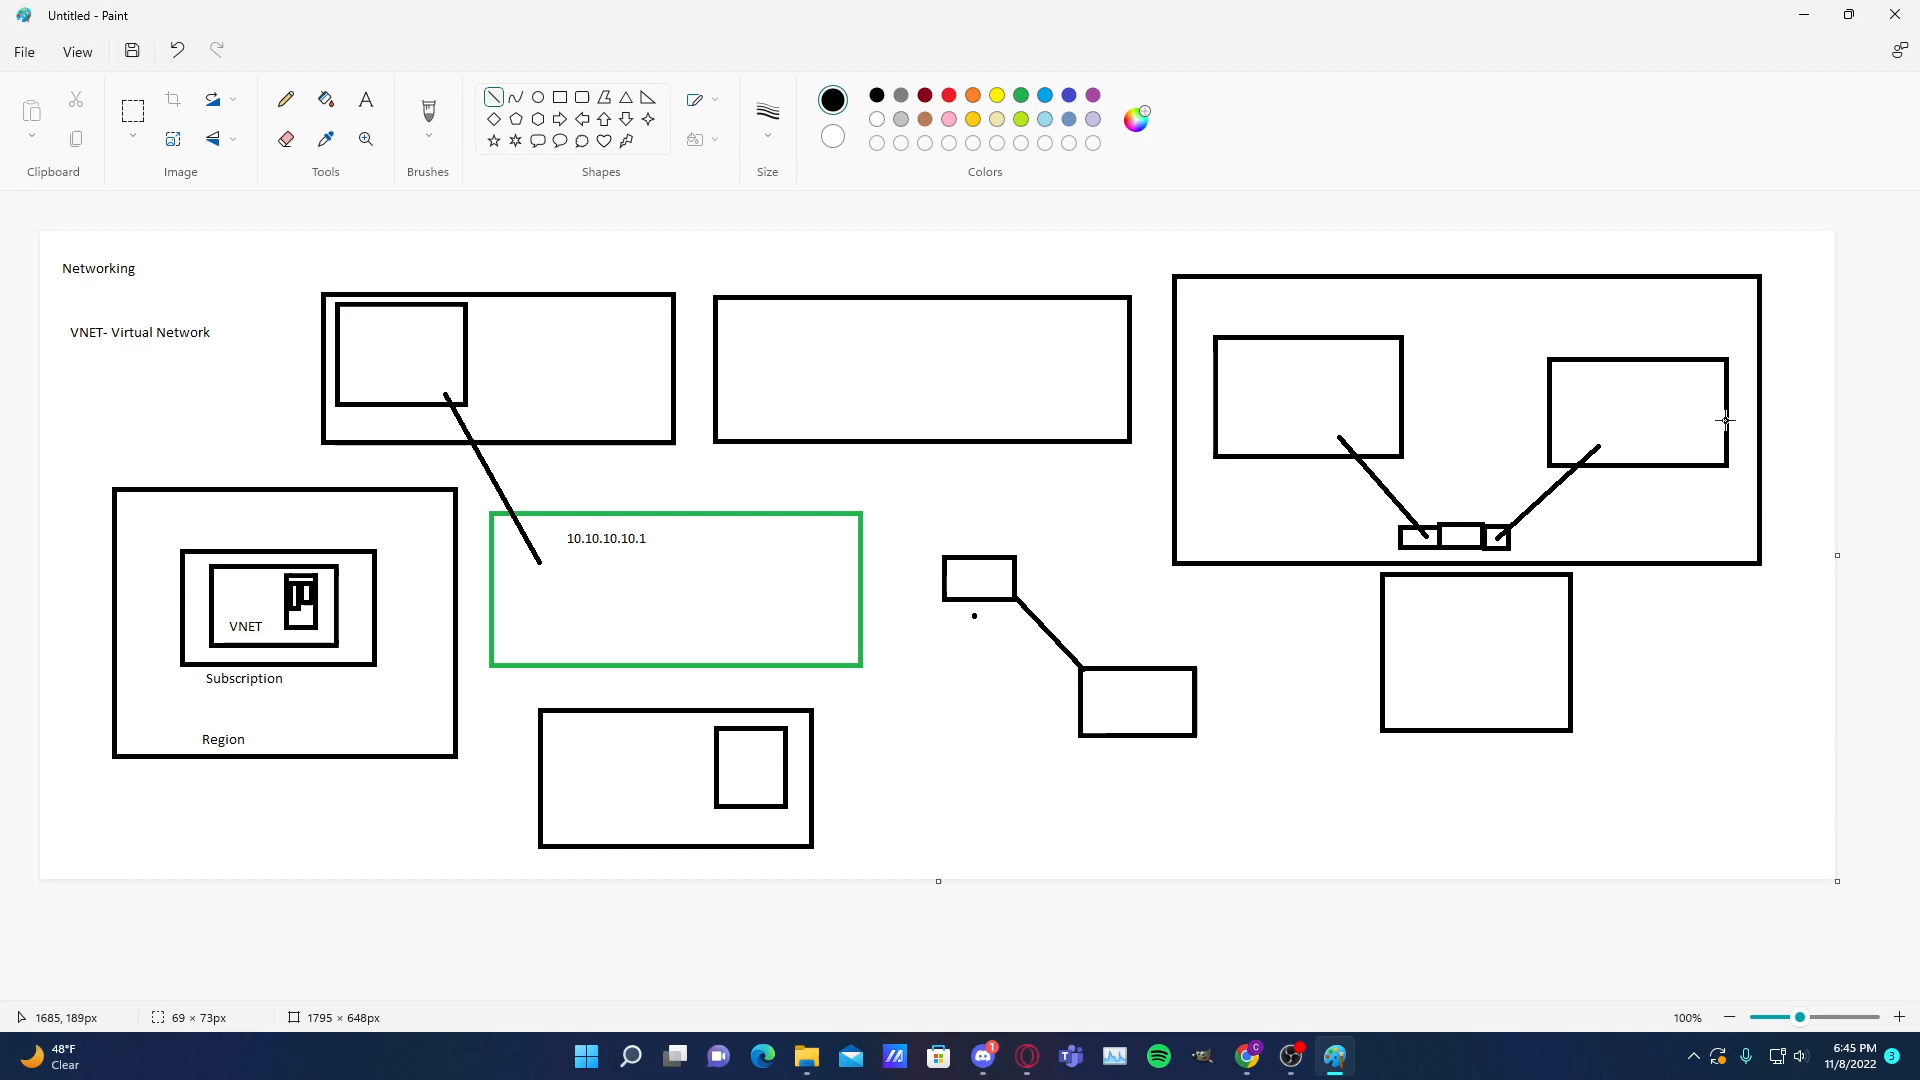 Untitled - Paint
File
View
Clipboard
Image
Tools
Brushes
Shapes
Size
Colors
Networking
VNET- Virtual Network
10.10.10.10.1
VNET
Subscription
Region
1685, 189px
69 × 73px
1795 × 648px
100%
48°F
Clear
1
C
6:45 PM
11/8/2022
3